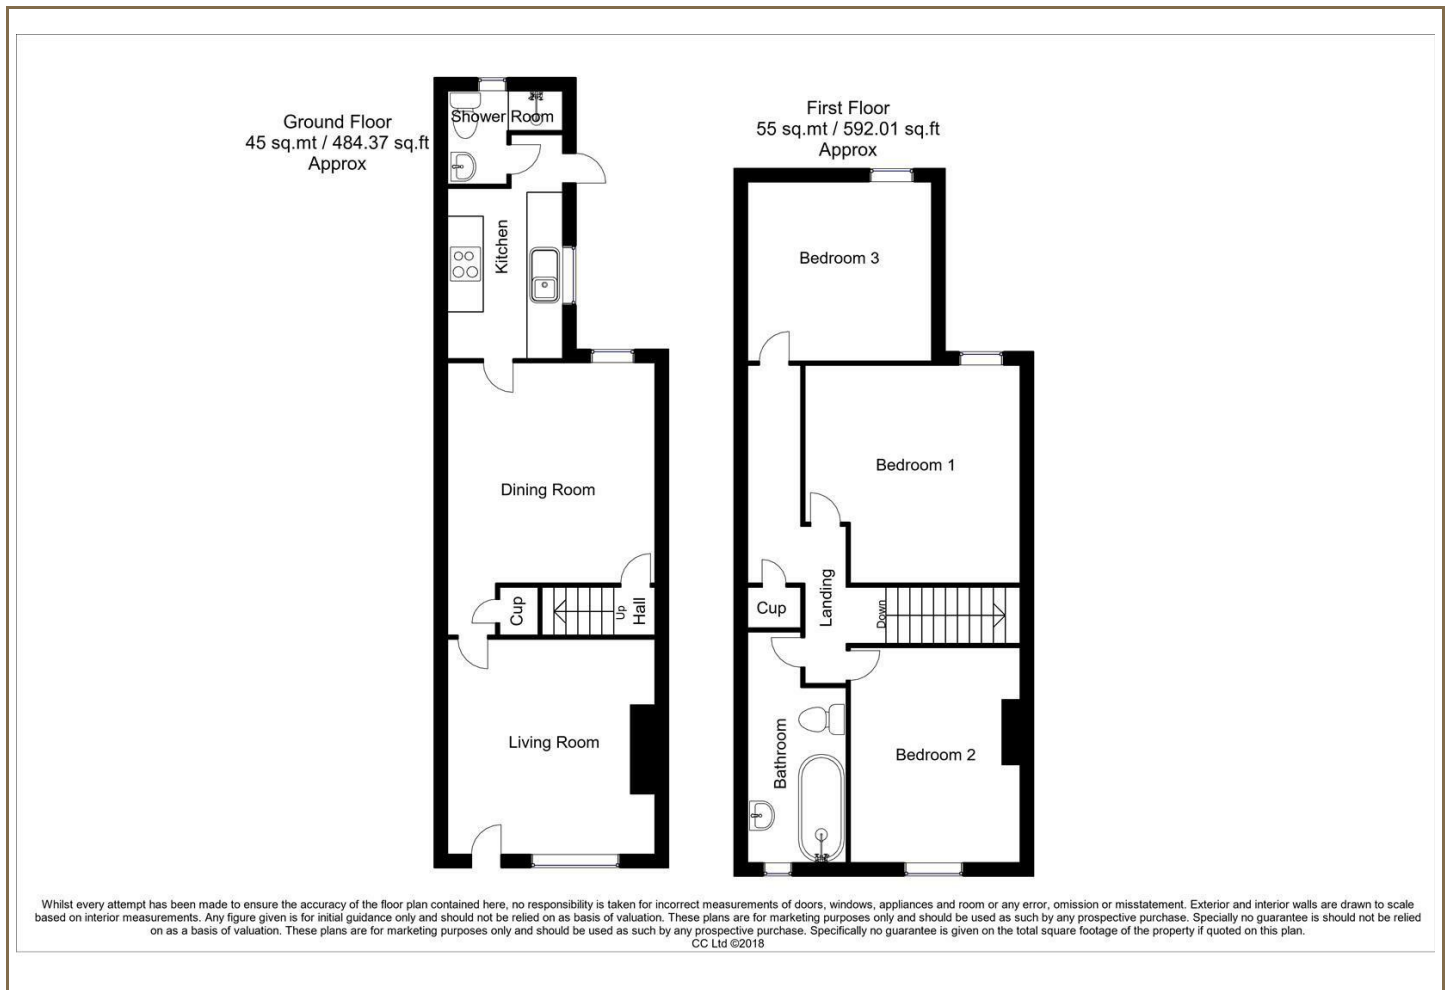 Ground Floor
45 sq.mt / 484.37 sq.ft
Approx
Shower Room
Kitchen
Dining Room
Cup
Up
Hall
Living Room
First Floor
55 sq.mt / 592.01 sq.ft
Approx
Bedroom 3
Bedroom 1
Cup
Landing
Down
Bathroom
Bedroom 2
Whilst every attempt has been made to ensure the accuracy of the floor plan contained here, no responsibility is taken for incorrect measurements of doors, windows, appliances and room or any error, omission or misstatement. Exterior and interior walls are drawn to scale
based on interior measurements. Any figure given is for initial guidance only and should not be relied on as basis of valuation. These plans are for marketing purposes only and should be used as such by any prospective purchase. Specially no guarantee is should not be relied
on as a basis of valuation. These plans are for marketing purposes only and should be used as such by any prospective purchase. Specifically no guarantee is given on the total square footage of the property if quoted on this plan.
CC Ltd ©2018